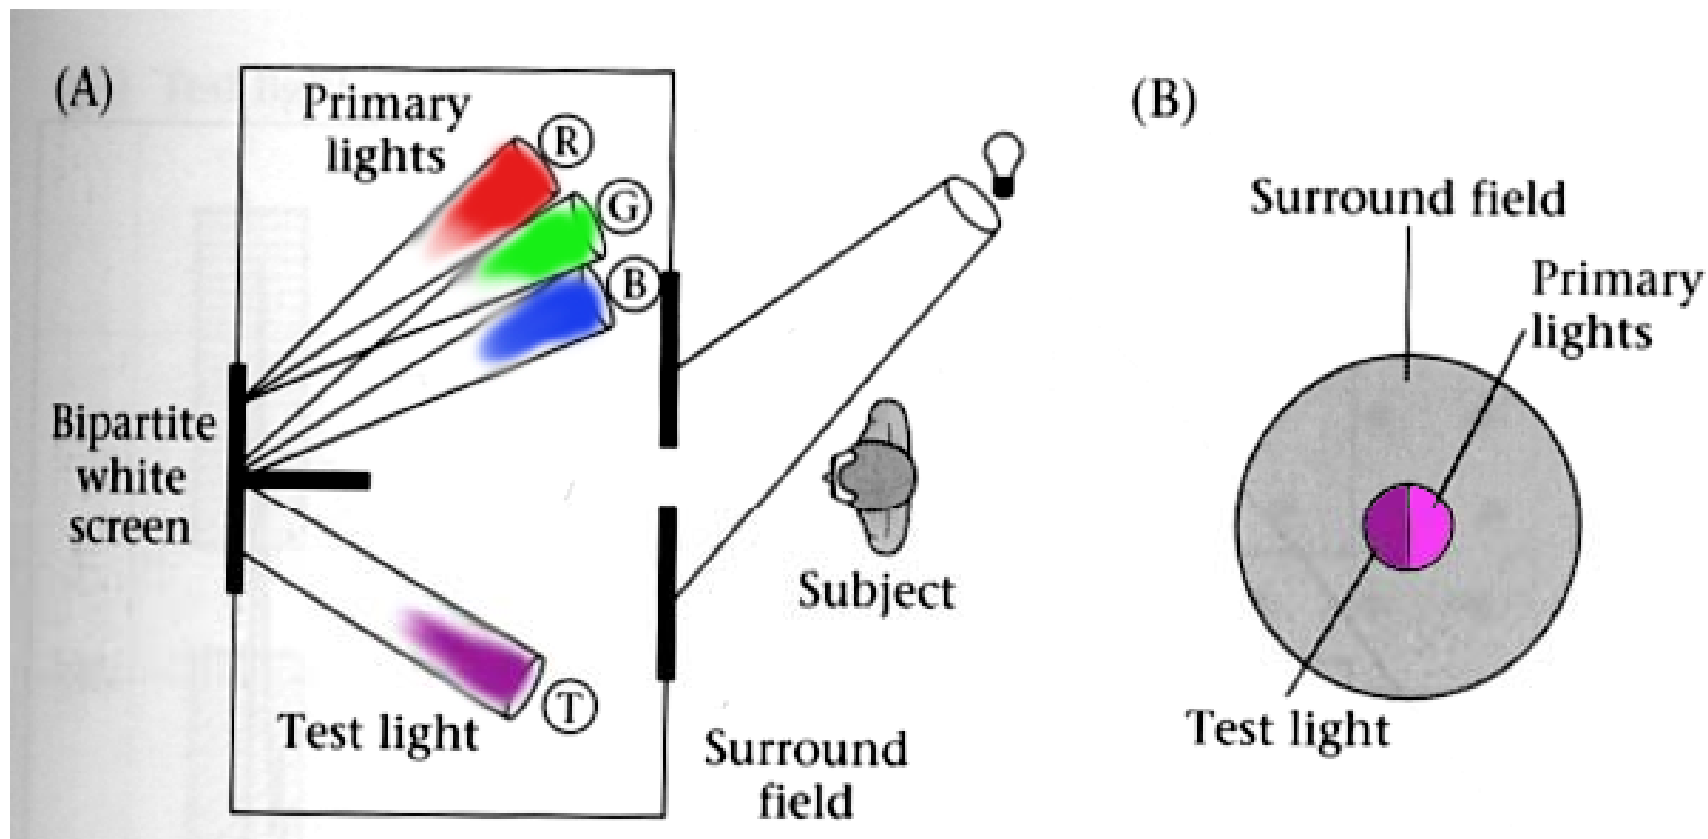 (A)
Primary
lights
R
G
B
Bipartite
white
screen
Test light
T
Subject
Surround
field
(B)
Surround field
Primary
lights
Test light